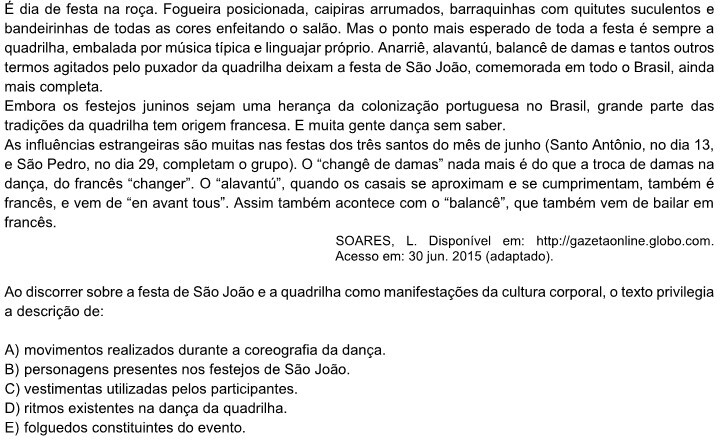 É dia de festa na roça. Fogueira posicionada, caipiras arrumados, barraquinhas com quitutes suculentos e
bandeirinhas de todas as cores enfeitando o salão. Mas o ponto mais esperado de toda a festa é sempre a
quadrilha, embalada por música típica e linguajar próprio. Anarriê, alavantú, balancê de damas e tantos outros
termos agitados pelo puxador da quadrilha deixam a festa de São João, comemorada em todo o Brasil, ainda
mais completa.
Embora os festejos juninos sejam uma herança da colonização portuguesa no Brasil, grande parte das
tradições da quadrilha tem origem francesa. E muita gente dança sem saber.
As influências estrangeiras são muitas nas festas dos três santos do mês de junho (Santo Antônio, no dia 13,
e São Pedro, no dia 29, completam o grupo). O “changê de damas” nada mais é do que a troca de damas na
dança, do francês “changer”. O “alavantú”, quando os casais se aproximam e se cumprimentam, também é
francês, e vem de “en avant tous”. Assim também acontece com o “balancê”, que também vem de bailar em
francês.
SOARES, L. Disponível em: http://gazetaonline.globo.com.
Acesso em: 30 jun. 2015 (adaptado).
Ao discorrer sobre a festa de São João e a quadrilha como manifestações da cultura corporal, o texto privilegia
a descrição de:
A) movimentos realizados durante a coreografia da dança.
B) personagens presentes nos festejos de São João.
C) vestimentas utilizadas pelos participantes.
D) ritmos existentes na dança da quadrilha.
E) folguedos constituintes do evento.